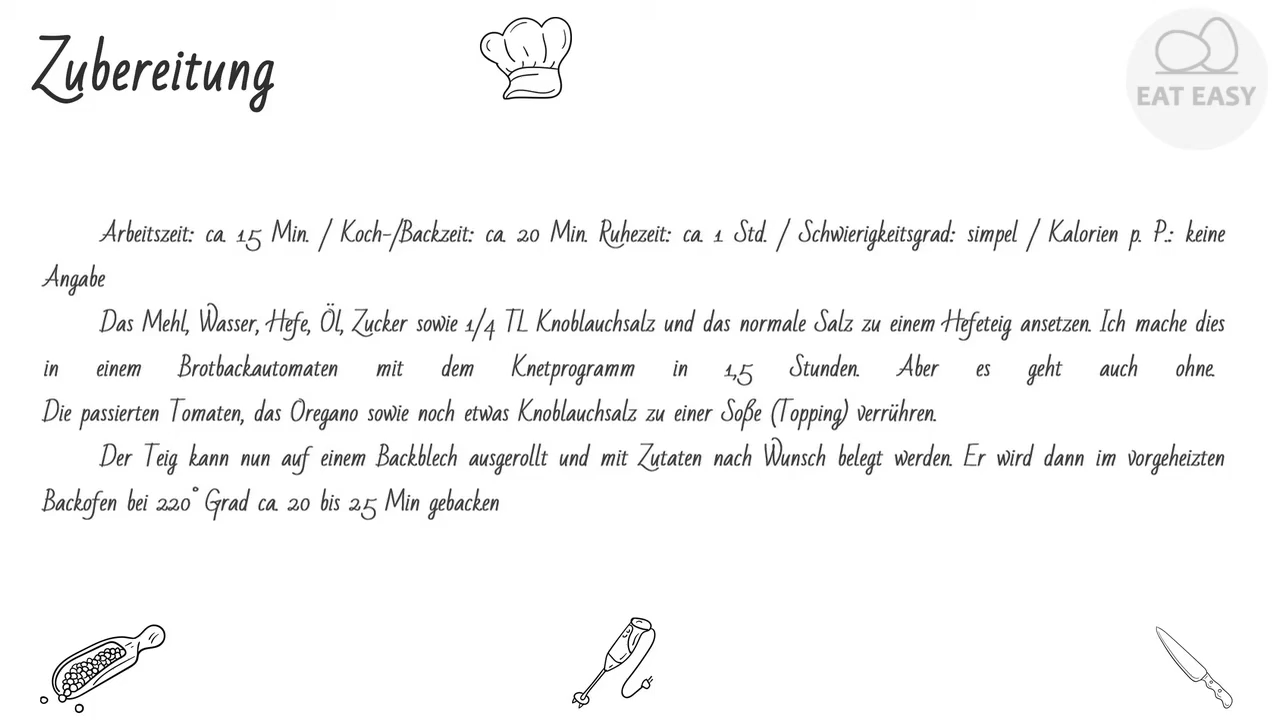 Zubereitung
EAT EASY
Arbeitszeit: ca. 15 Min. / Koch-/Backzeit: ca. 20 Min. Ruhezeit: ca. 1 Std. / Schwierigkeitsgrad: simpel / Kalorien p. P.: keine
Angabe
Das Mehl, Wasser, Hefe, Öl, Zucker sowie 1/4 TL Knoblauchsalz und das normale Salz zu einem Hefeteig ansetzen. Ich mache dies
in einem Brotbackautomaten mit dem Knetprogramm in 1,5 Stunden. Aber es geht auch ohne.
Die passierten Tomaten, das Oregano sowie noch etwas Knoblauchsalz zu einer Soße (Topping) verrühren.
Der Teig kann nun auf einem Backblech ausgerollt und mit Zutaten nach Wunsch belegt werden. Er wird dann im vorgeheizten
Backofen bei 220° Grad ca. 20 bis 25 Min gebacken